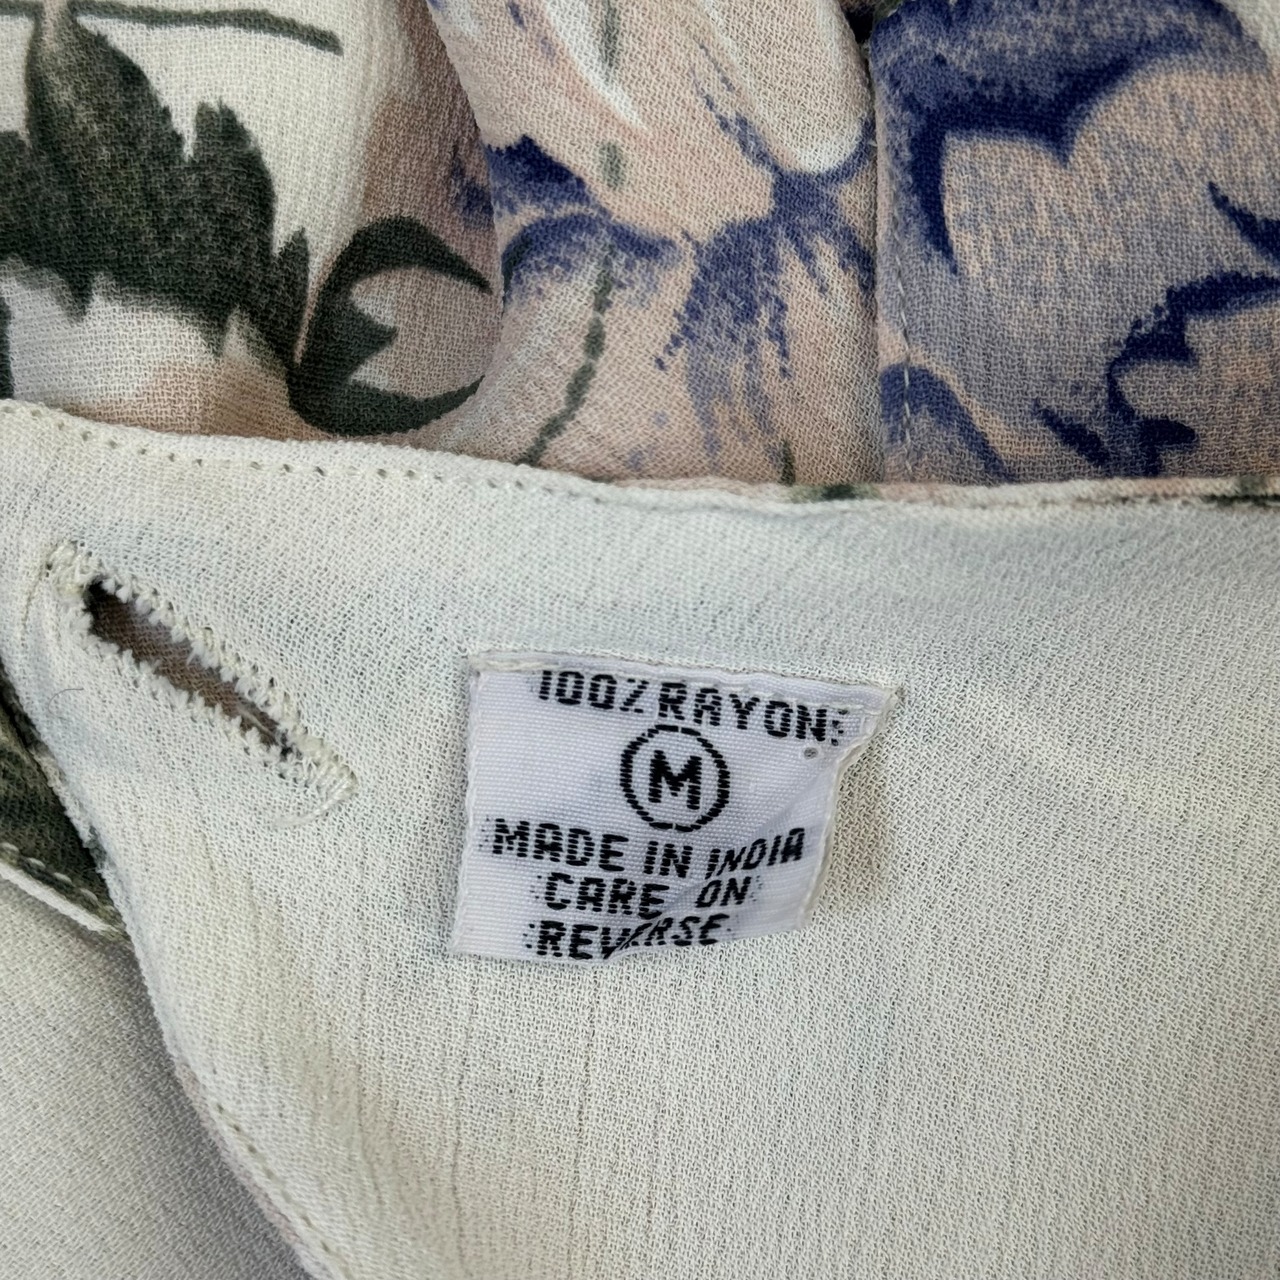 100% RAYON
M
MADE IN INDIA
CARE ON
REVERSE